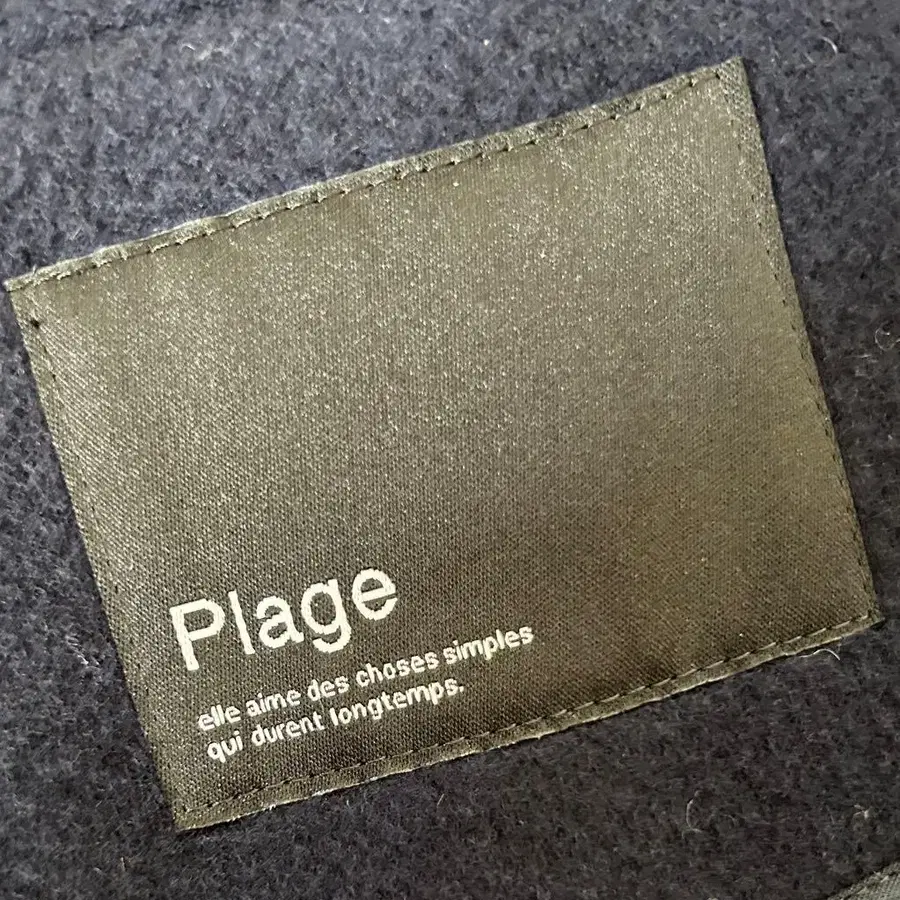 Plage
elle aime des choses simples
qui durent longtemps.